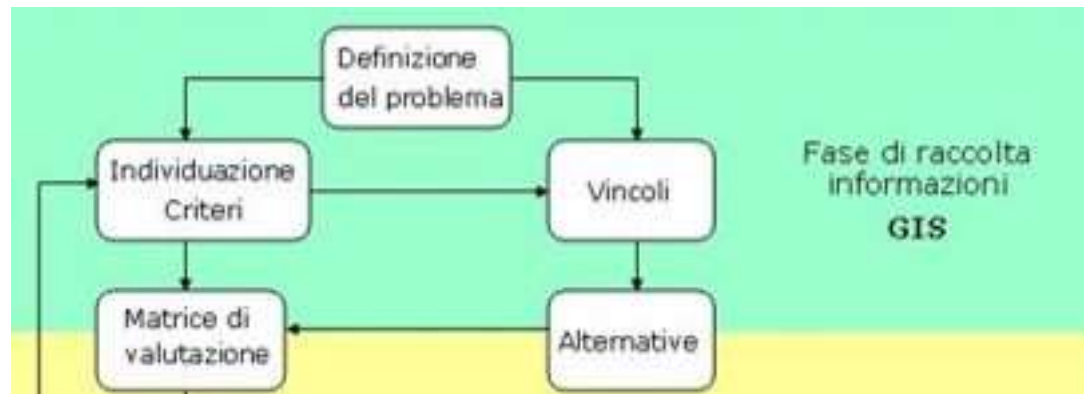 Definizione
del problema
Individuazione
Criteri
Vincoli
Fase di raccolta
informazioni
GIS
Matrice di
valutazione
Alternative